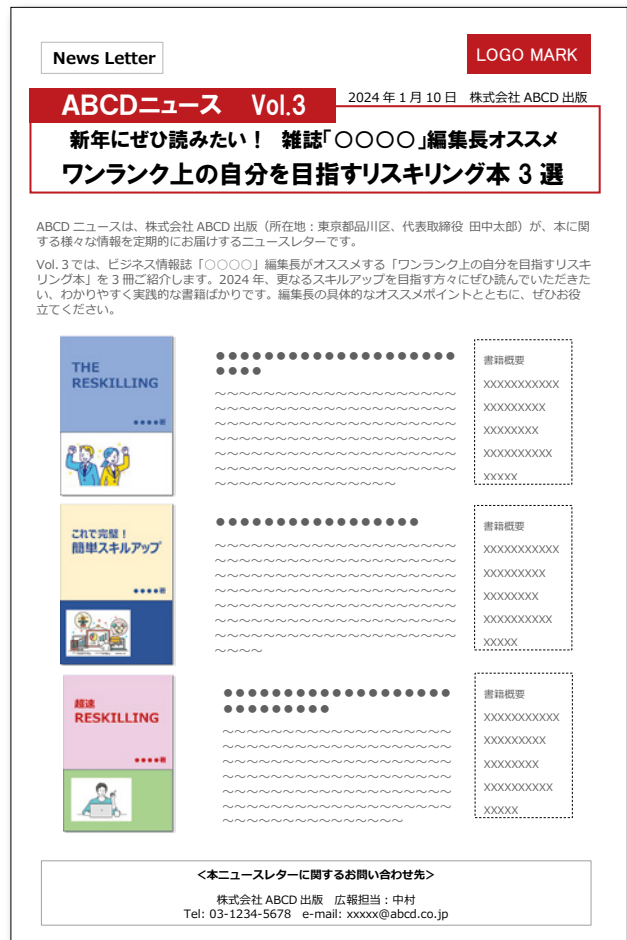 News Letter
LOGO MARK
ABCDニュース Vol.3
2024年1月10日 株式会社ABCD出版
新年にぜひ読みたい! 雑誌「○○○○」編集長オススメ
ワンランク上の自分を目指すリスキリング本3選
ABCDニュースは、株式会社ABCD出版(所在地:東京都品川区、代表取締役 田中太郎)が、本に関
する様々な情報を定期的にお届けするニュースレターです。
Vol.3では、ビジネス情報誌「○○○○」編集長がオススメする「ワンランク上の自分を目指すリスキ
リング本」を3冊ご紹介します。2024年、更なるスキルアップを目指す方々にぜひ読んでいただきた
い、わかりやすく実践的な書籍ばかりです。編集長の具体的なオススメポイントとともに、ぜひお役
立てください。
THE
RESKILLING
●●●●著
●●●●●●●●●●●●●●●●●●●●
●●●●
~~~~~~~~~~~~~~~~~~~~
~~~~~~~~~~~~~~~~~~~~
~~~~~~~~~~~~~~~~~~~~
~~~~~~~~~~~~~~~~~~~~
~~~~~~~~~~~~~~~~~~~~
~~~~~~~~~~~~~~~~~~~~
~~~~~~~~~~~~~~~
書籍概要
XXXXXXXXXXX
XXXXXXXXX
XXXXXXXX
XXXXXXXXXX
XXXXX
これで完璧!
簡単スキルアップ
●●●●著
●●●●●●●●●●●●●●●●●
~~~~~~~~~~~~~~~~~~~~
~~~~~~~~~~~~~~~~~~~~
~~~~~~~~~~~~~~~~~~~~
~~~~~~~~~~~~~~~~~~~~
~~~~~~~~~~~~~~~~~~~~
~~~~~~~~~~~~~~~~~~~~
~~~~~~~~~~~~~~~~~~~~
~~~~
書籍概要
XXXXXXXXXXX
XXXXXXXXX
XXXXXXXX
XXXXXXXXXX
XXXXX
超速
RESKILLING
●●●●著
●●●●●●●●●●●●●●●●●●●
●●●●●●●●●
~~~~~~~~~~~~~~~~~~~
~~~~~~~~~~~~~~~~~~~
~~~~~~~~~~~~~~~~~~~
~~~~~~~~~~~~~~~~~~~
~~~~~~~~~~~~~~~~~~~
~~~~~~~~~~~~~~~~~~~
~~~~~~~~~~~~~~~
書籍概要
XXXXXXXXXXX
XXXXXXXXX
XXXXXXXX
XXXXXXXXXX
XXXXX
<本ニュースレターに関するお問い合わせ先>
株式会社ABCD出版 広報担当:中村
Tel: 03-1234-5678 e-mail: xxxxx@abcd.co.jp